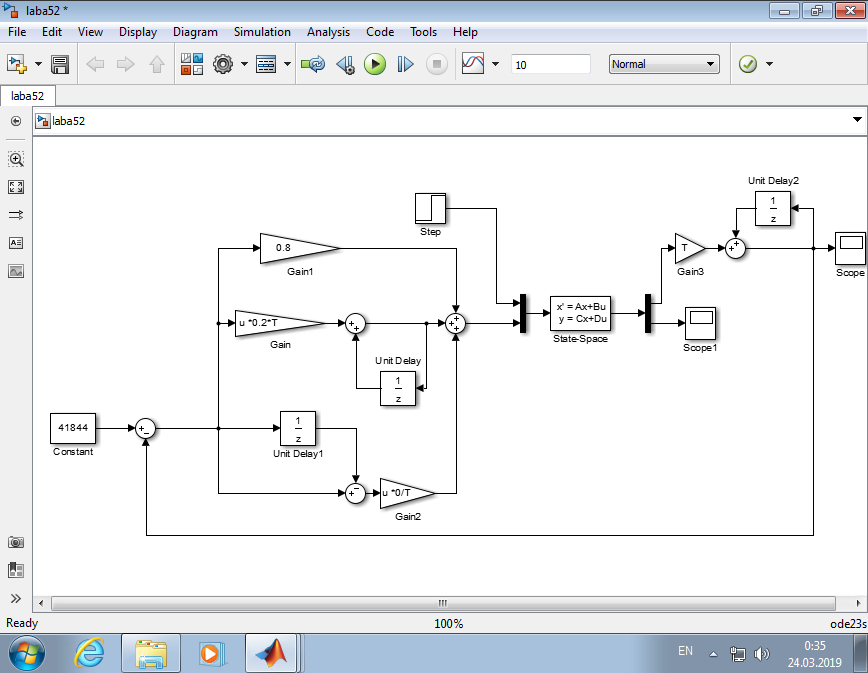 laba52 *
File Edit View Display Diagram Simulation Analysis Code Tools Help
10
Normal
laba52
laba52
Unit Delay2
1
z
Step
0.8
Gain1
T
Gain3
Scope
u *0.2*T
Gain
x' = Ax+Bu
y = Cx+Du
State-Space
Scope1
Unit Delay
1
z
41844
Constant
1
z
Unit Delay1
u *0/T
Gain2
Ready 100% ode23s
EN
0:35
24.03.2019